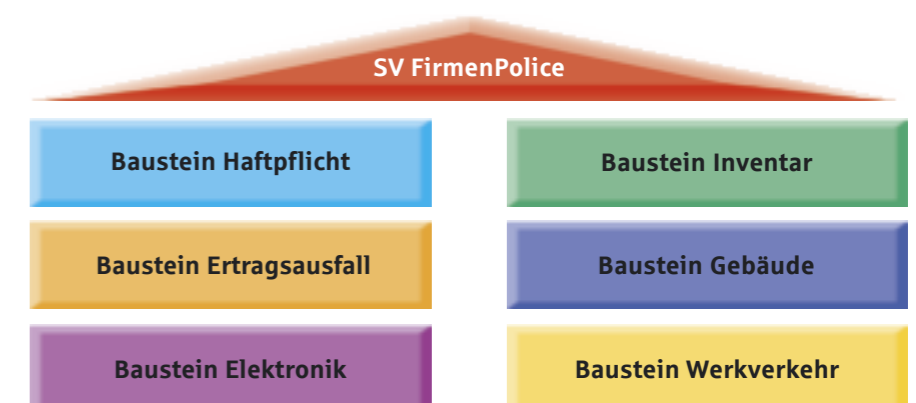 SV FirmenPolice
Baustein Haftpflicht
Baustein Inventar
Baustein Ertragsausfall
Baustein Gebäude
Baustein Elektronik
Baustein Werkverkehr